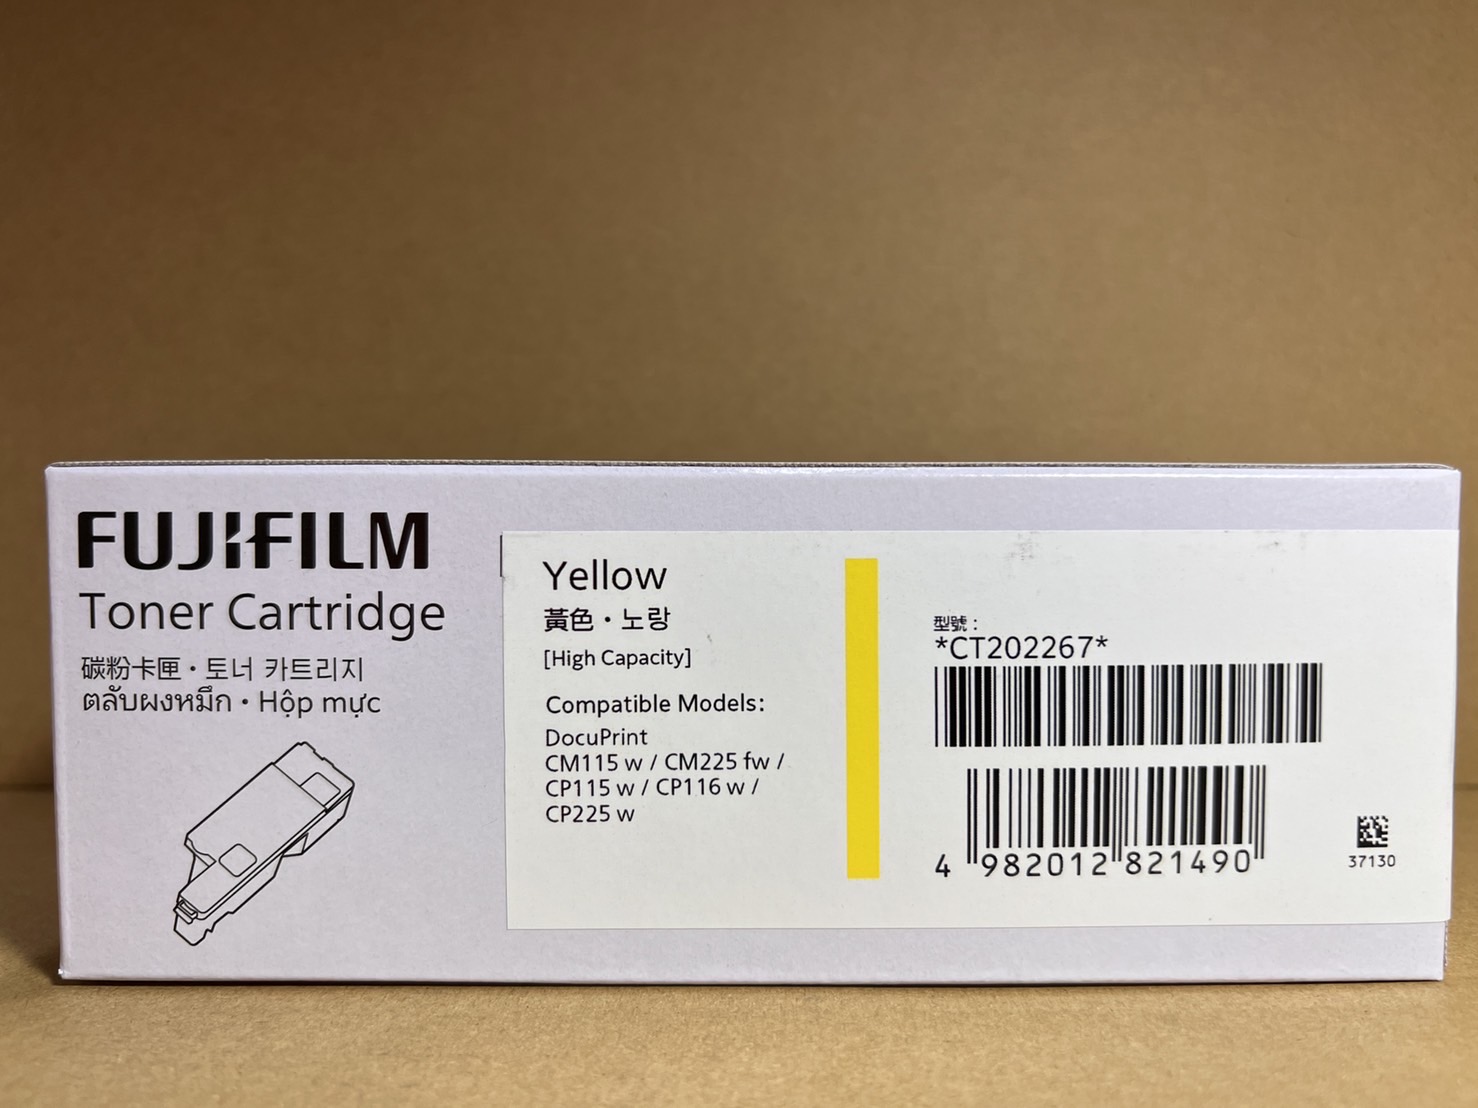 FUJIFILM
Toner Cartridge
碳粉卡匣・토너 카트리지
ตลับผงหมึก・Hộp mực
Yellow
黃色・노랑
[High Capacity]
Compatible Models:
DocuPrint
CM115 w / CM225 fw /
CP115 w / CP116 w /
CP225 w
型號：
*CT202267*
4 982012 821490
37130